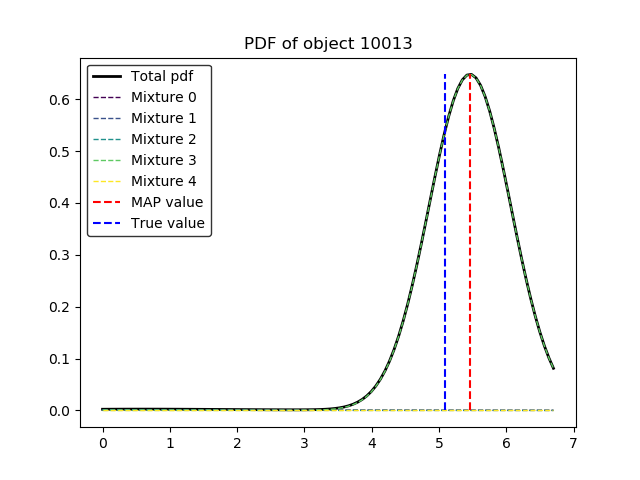 PDF of object 10013
Total pdf
Mixture 0
Mixture 1
Mixture 2
Mixture 3
Mixture 4
MAP value
True value
0.6
0.5
0.4
0.3
0.2
0.1
0.0
0 1 2 3 4 5 6 7